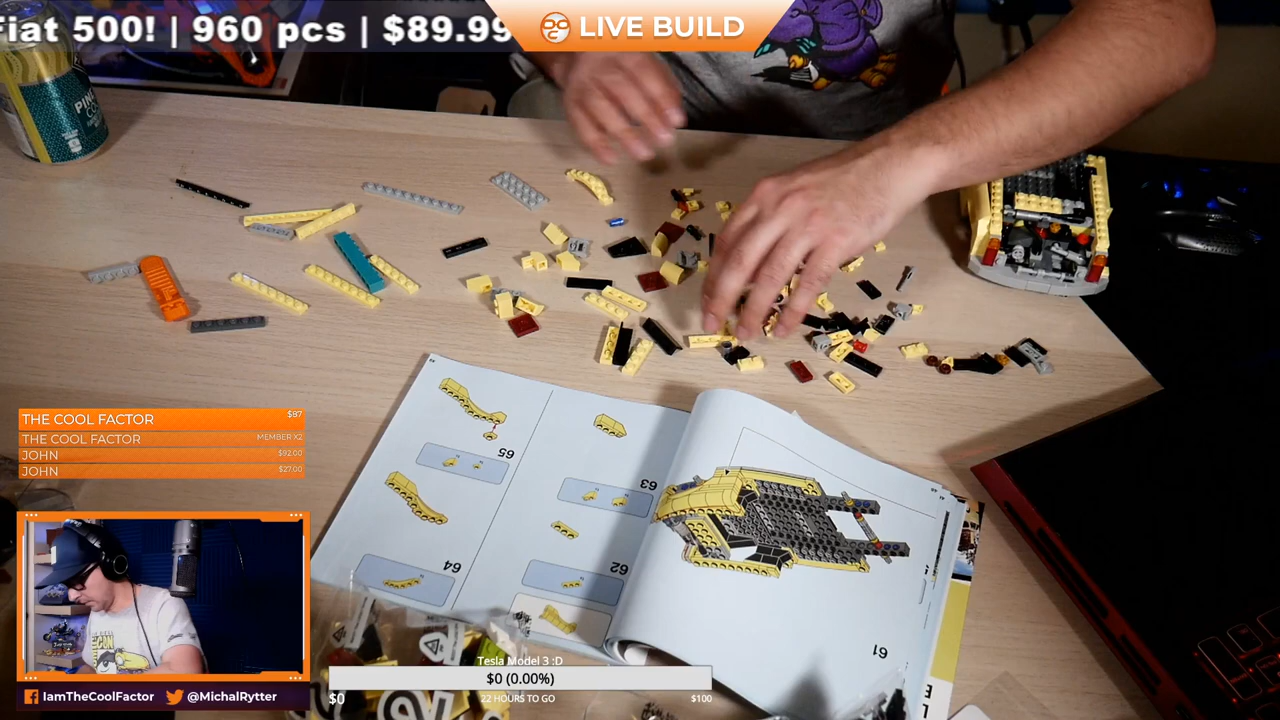 Fiat 500! | 960 pcs | $89.99
LIVE BUILD
THE COOL FACTOR $87
THE COOL FACTOR MEMBER X2
JOHN $92.00
JOHN $27.00
65
63
64
62
61
Tesla Model 3 :D
$0 (0.00%)
$0 22 HOURS TO GO $100
IamTheCoolFactor @MichalRytter